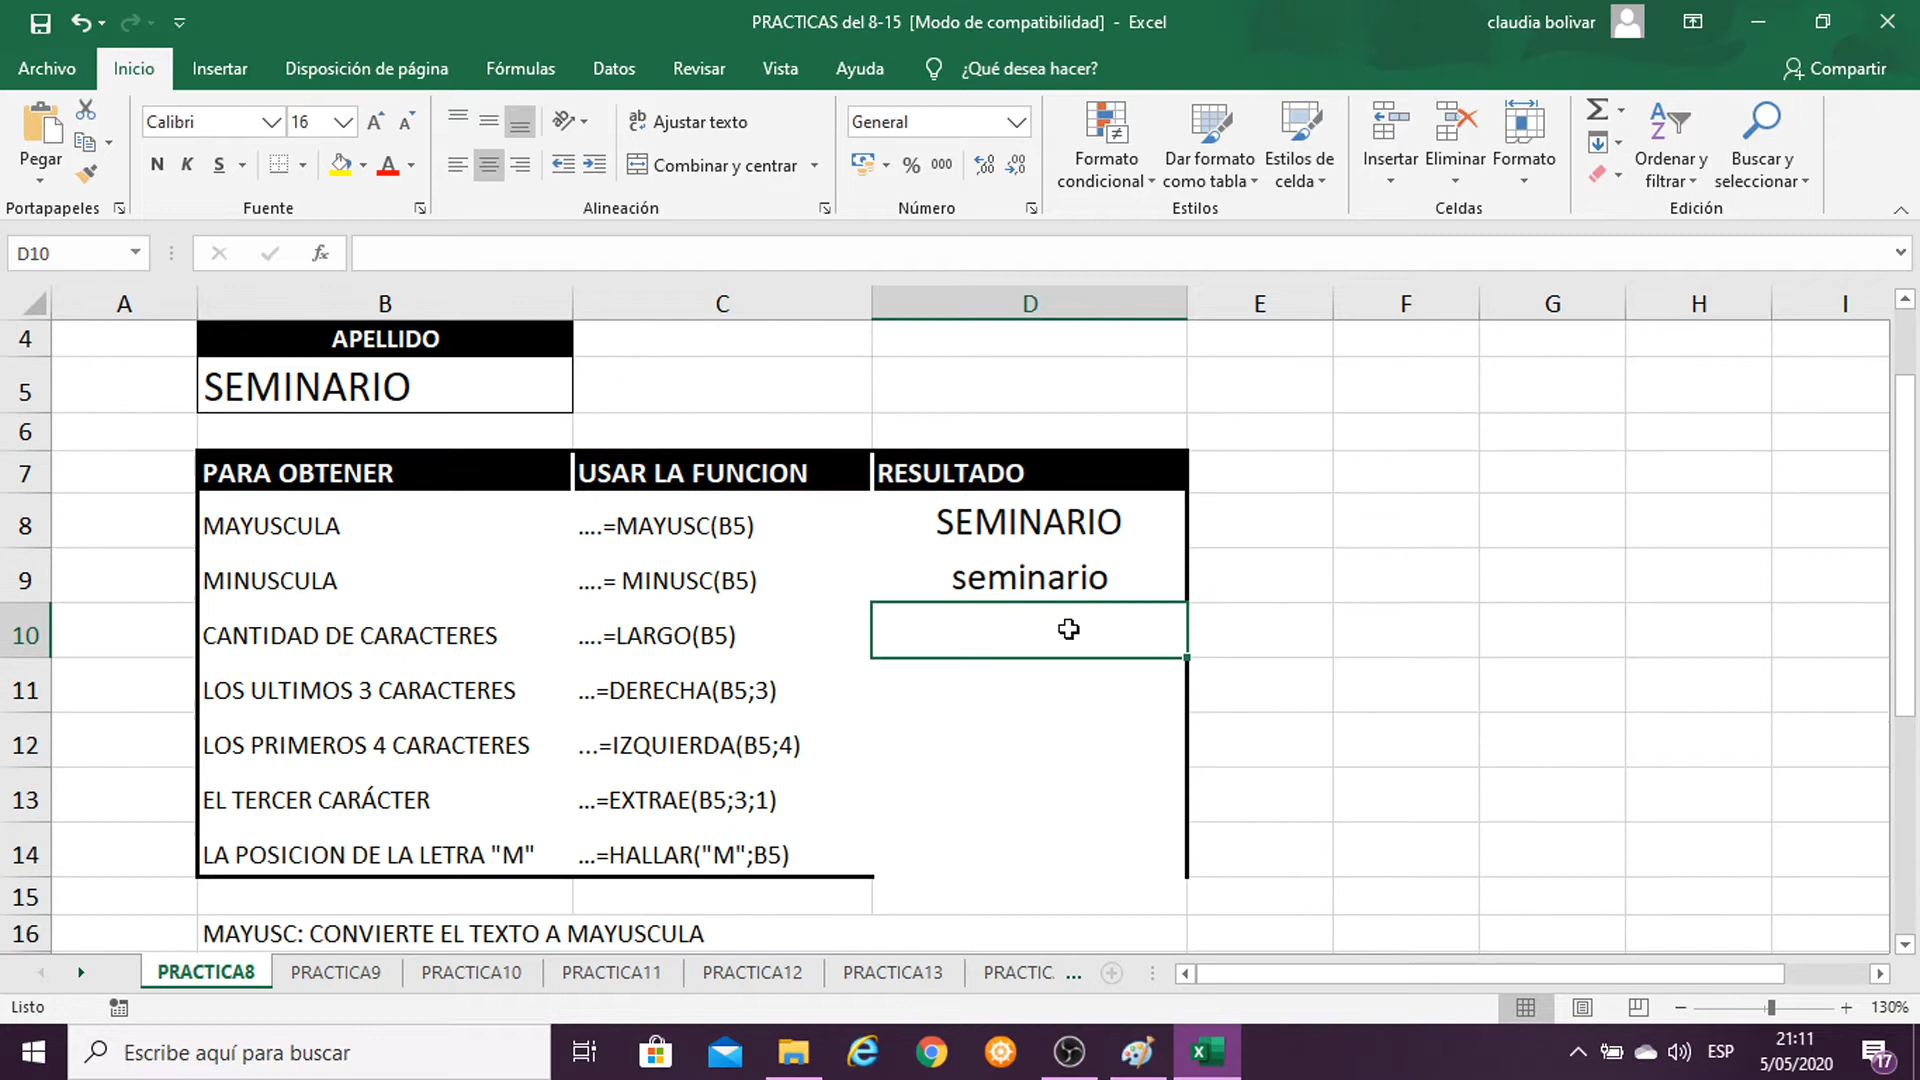 PRACTICAS del 8-15 [Modo de compatibilidad] - Excel
claudia bolivar
Archivo Inicio Insertar Disposición de página Fórmulas Datos Revisar Vista Ayuda ¿Qué desea hacer? Compartir
Calibri 16 Ajustar texto General
Pegar N K S Combinar y centrar % 000
Formato condicional
Dar formato como tabla
Estilos de celda
Insertar Eliminar Formato
Ordenar y filtrar
Buscar y seleccionar
Portapapeles Fuente Alineación Número Estilos Celdas Edición
D10 fx
A B C D E F G H I
4 APELLIDO
5 SEMINARIO
6
7 PARA OBTENER USAR LA FUNCION RESULTADO
8 MAYUSCULA ....=MAYUSC(B5) SEMINARIO
9 MINUSCULA ....= MINUSC(B5) seminario
10 CANTIDAD DE CARACTERES ....=LARGO(B5)
11 LOS ULTIMOS 3 CARACTERES ...=DERECHA(B5;3)
12 LOS PRIMEROS 4 CARACTERES ...=IZQUIERDA(B5;4)
13 EL TERCER CARÁCTER ...=EXTRAE(B5;3;1)
14 LA POSICION DE LA LETRA "M" ...=HALLAR("M";B5)
15
16 MAYUSC: CONVIERTE EL TEXTO A MAYUSCULA
PRACTICA8 PRACTICA9 PRACTICA10 PRACTICA11 PRACTICA12 PRACTICA13 PRACTIC. ...
Listo 130%
Escribe aquí para buscar
ESP
21:11
5/05/2020
17